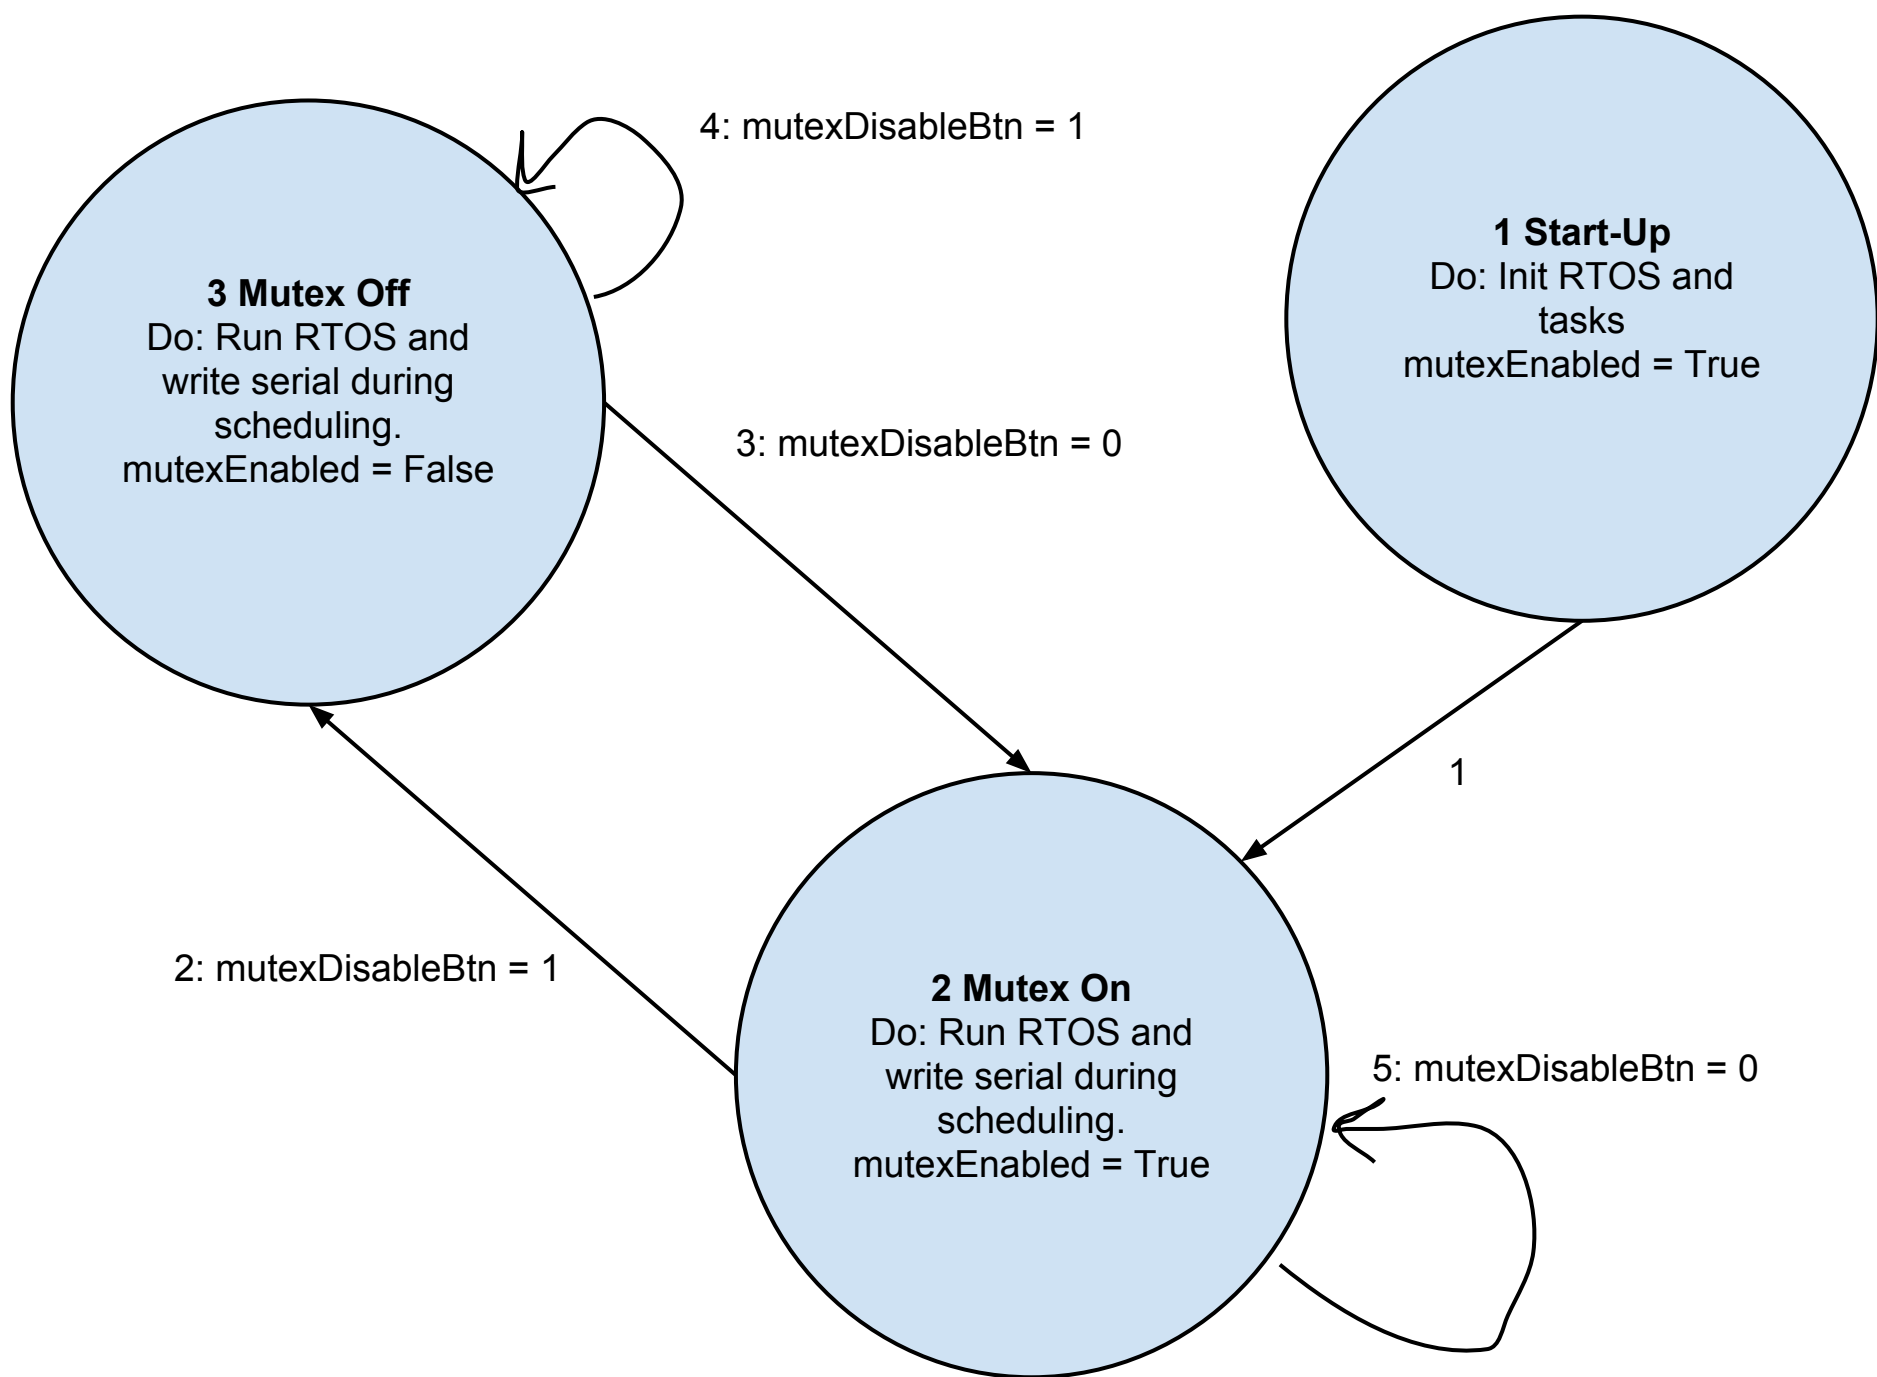 4: mutexDisableBtn = 1
1 Start-Up
Do: Init RTOS and
tasks
mutexEnabled = True
3 Mutex Off
Do: Run RTOS and
write serial during
scheduling.
mutexEnabled = False
3: mutexDisableBtn = 0
1
2: mutexDisableBtn = 1
2 Mutex On
Do: Run RTOS and
write serial during
scheduling.
mutexEnabled = True
5: mutexDisableBtn = 0